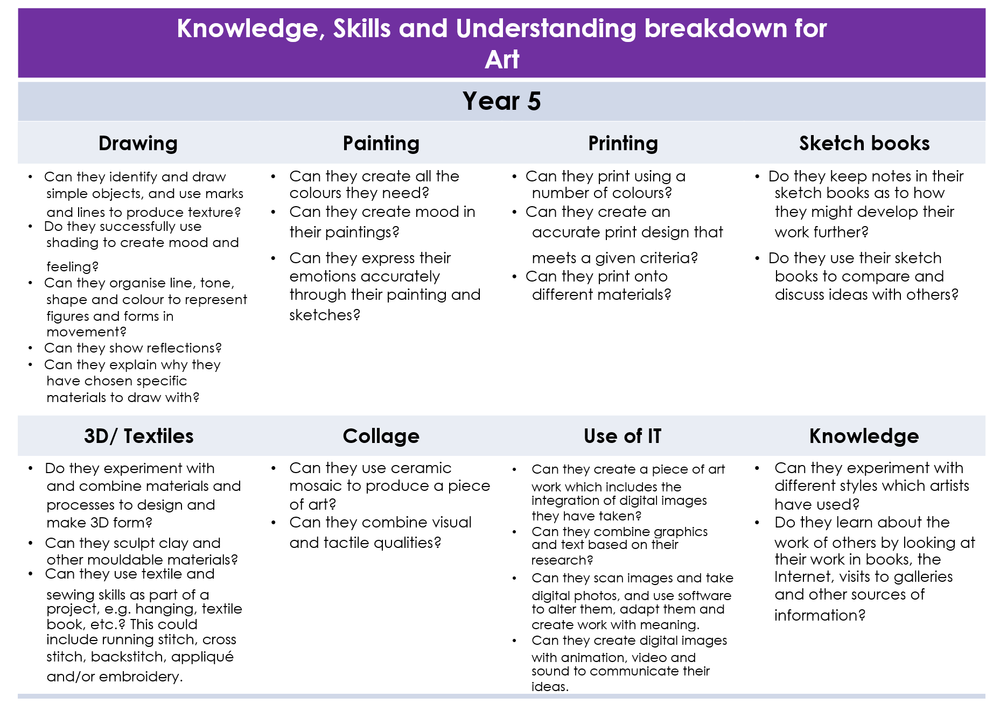 Knowledge, Skills and Understanding breakdown for
Art
Year 5
Drawing
• Can they identify and draw
simple objects, and use marks
and lines to produce texture?
• Do they successfully use
shading to create mood and
feeling?
• Can they organise line, tone,
shape and colour to represent
figures and forms in
movement?
• Can they show reflections?
• Can they explain why they
have chosen specific
materials to draw with?
Painting
• Can they create all the
colours they need?
• Can they create mood in
their paintings?
• Can they express their
emotions accurately
through their painting and
sketches?
Printing
• Can they print using a
number of colours?
• Can they create an
accurate print design that
meets a given criteria?
• Can they print onto
different materials?
Sketch books
• Do they keep notes in their
sketch books as to how
they might develop their
work further?
• Do they use their sketch
books to compare and
discuss ideas with others?
3D/ Textiles
• Do they experiment with
and combine materials and
processes to design and
make 3D form?
• Can they sculpt clay and
other mouldable materials?
• Can they use textile and
sewing skills as part of a
project, e.g. hanging, textile
book, etc.? This could
include running stitch, cross
stitch, backstitch, appliqué
and/or embroidery.
Collage
• Can they use ceramic
mosaic to produce a piece
of art?
• Can they combine visual
and tactile qualities?
Use of IT
• Can they create a piece of art
work which includes the
integration of digital images
they have taken?
• Can they combine graphics
and text based on their
research?
• Can they scan images and take
digital photos, and use software
to alter them, adapt them and
create work with meaning.
• Can they create digital images
with animation, video and
sound to communicate their
ideas.
Knowledge
• Can they experiment with
different styles which artists
have used?
• Do they learn about the
work of others by looking at
their work in books, the
Internet, visits to galleries
and other sources of
information?